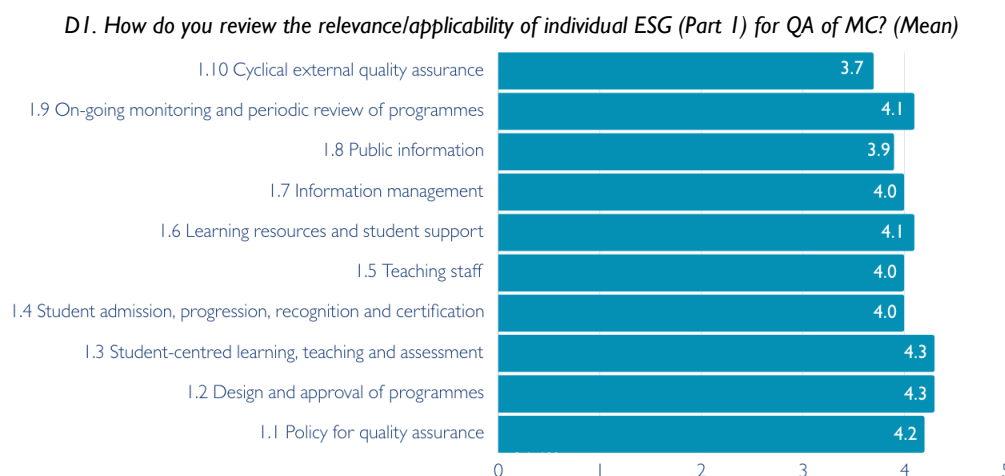 D1. How do you review the relevance/applicability of individual ESG (Part 1) for QA of MC? (Mean)
1.10 Cyclical external quality assurance 3.7
1.9 On-going monitoring and periodic review of programmes 4.1
1.8 Public information 3.9
1.7 Information management 4.0
1.6 Learning resources and student support 4.1
1.5 Teaching staff 4.0
1.4 Student admission, progression, recognition and certification 4.0
1.3 Student-centred learning, teaching and assessment 4.3
1.2 Design and approval of programmes 4.3
1.1 Policy for quality assurance 4.2
0 1 2 3 4 5